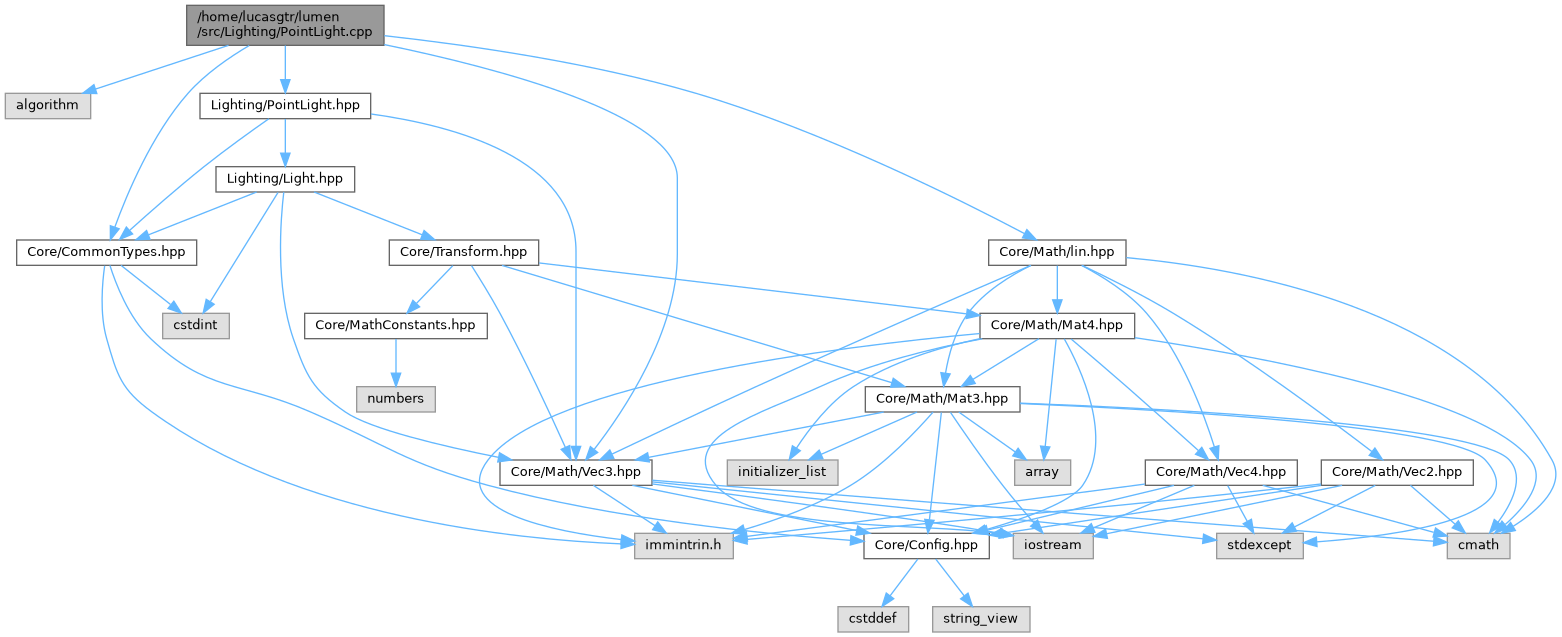 /home/lucasgtr/lumen
/src/Lighting/PointLight.cpp
algorithm
Lighting/PointLight.hpp
Lighting/Light.hpp
Core/CommonTypes.hpp
Core/Transform.hpp
Core/Math/lin.hpp
cstdint
Core/MathConstants.hpp
Core/Math/Mat4.hpp
numbers
Core/Math/Mat3.hpp
Core/Math/Vec3.hpp
initializer_list
array
Core/Math/Vec4.hpp
Core/Math/Vec2.hpp
immintrin.h
Core/Config.hpp
iostream
stdexcept
cmath
cstddef
string_view